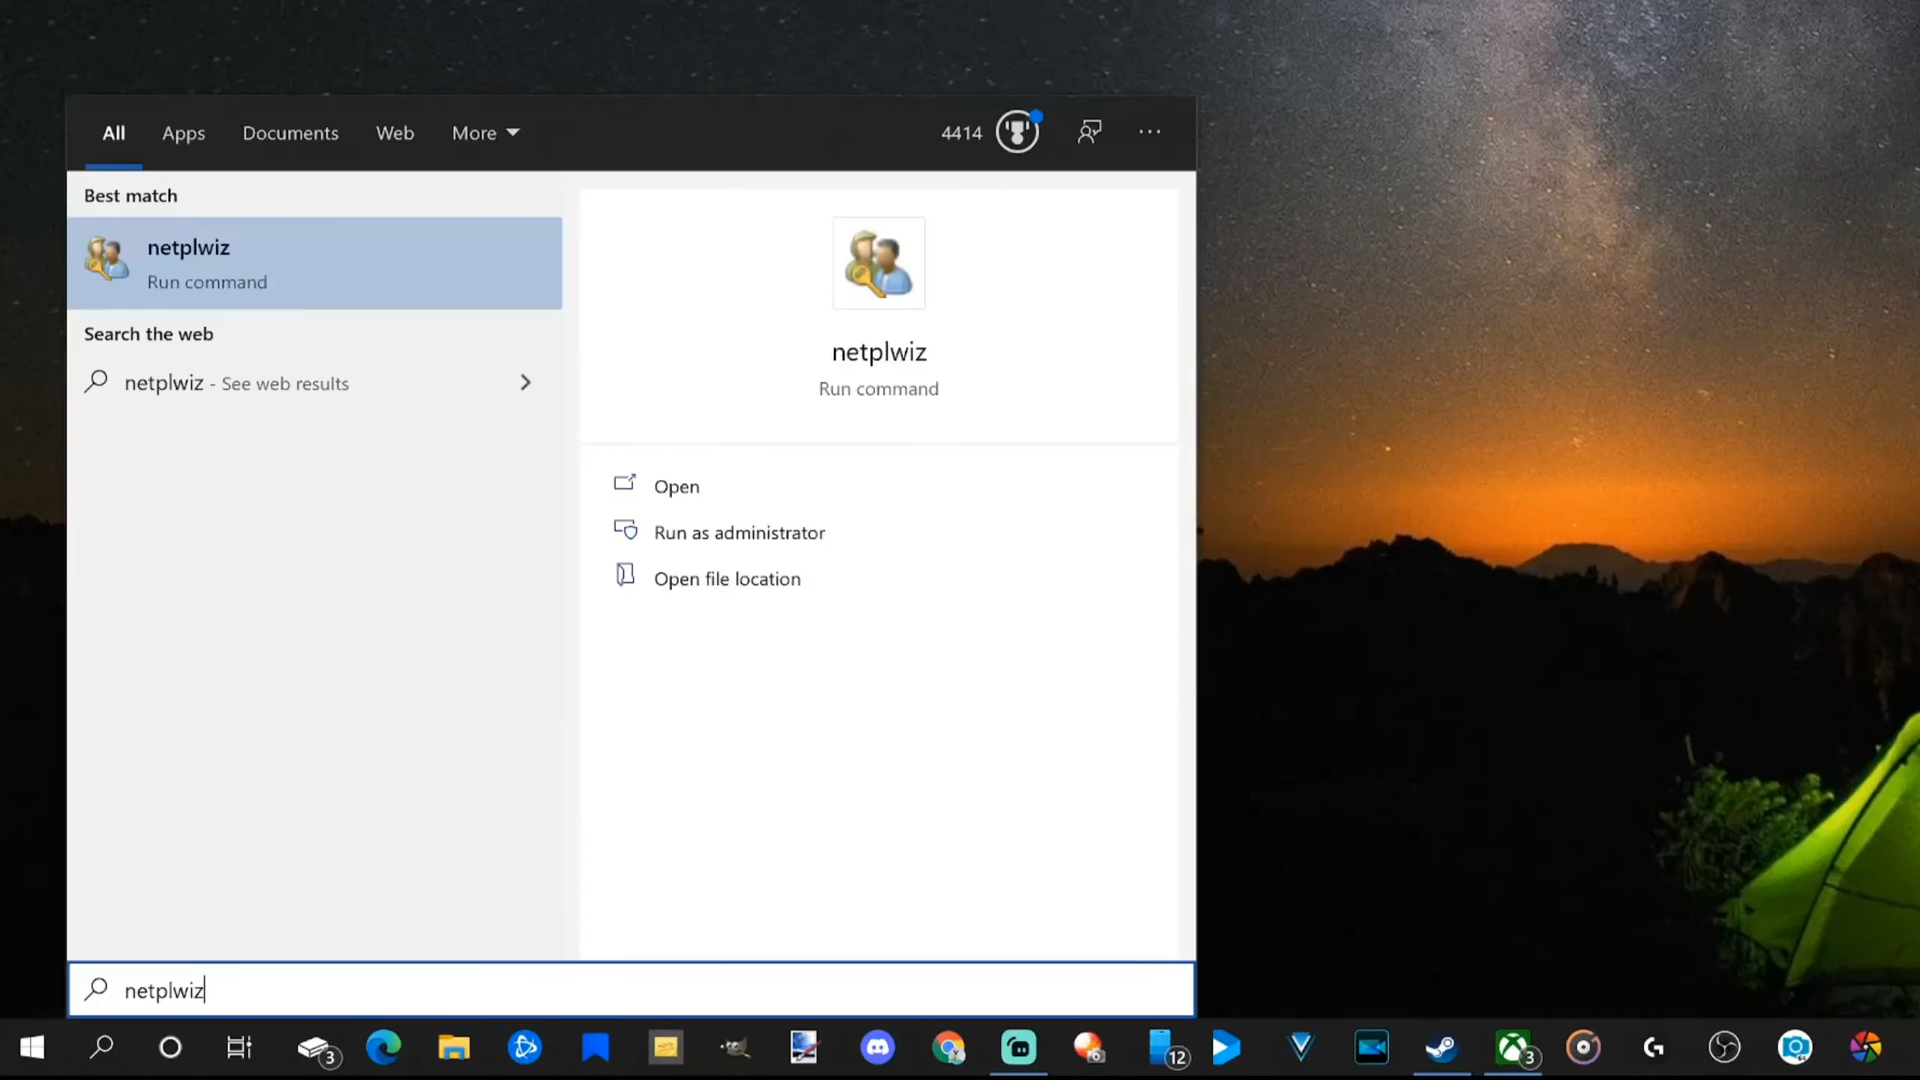 All Apps Documents Web More 4414
Best match
netplwiz
Run command
Search the web
netplwiz - See web results
netplwiz
Run command
Open
Run as administrator
Open file location
netplwiz
3 12 3